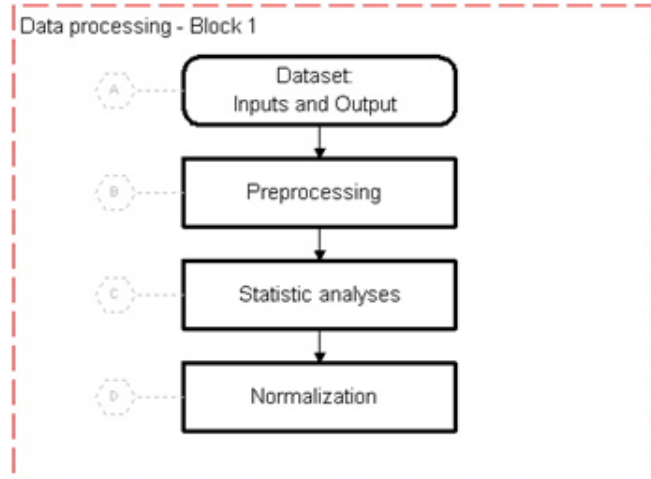 Data processing - Block 1
A
Dataset:
Inputs and Output
B
Preprocessing
C
Statistic analyses
D
Normalization